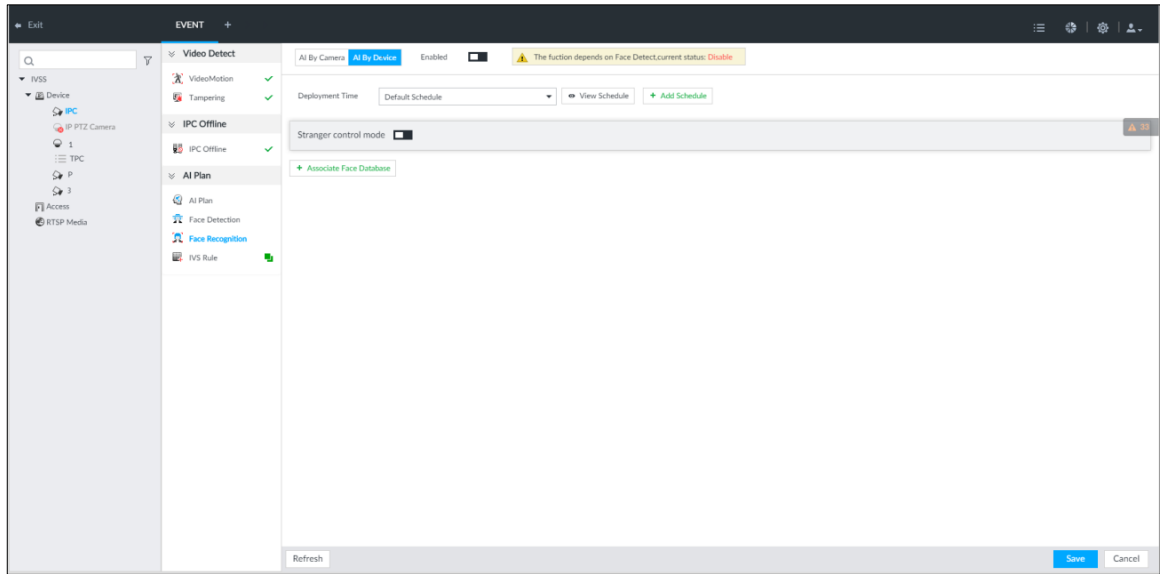 Exit
EVENT +
IVSS
Device
IPC
IP PTZ Camera
1
TPC
P
3
Access
RTSP Media
Video Detect
VideoMotion
Tampering
IPC Offline
IPC Offline
AI Plan
AI Plan
Face Detection
Face Recognition
IVS Rule
AI By Camera AI By Device Enabled The fuction depends on Face Detect,current status: Disable
Deployment Time Default Schedule View Schedule + Add Schedule
33
Stranger control mode
+ Associate Face Database
Refresh Save Cancel